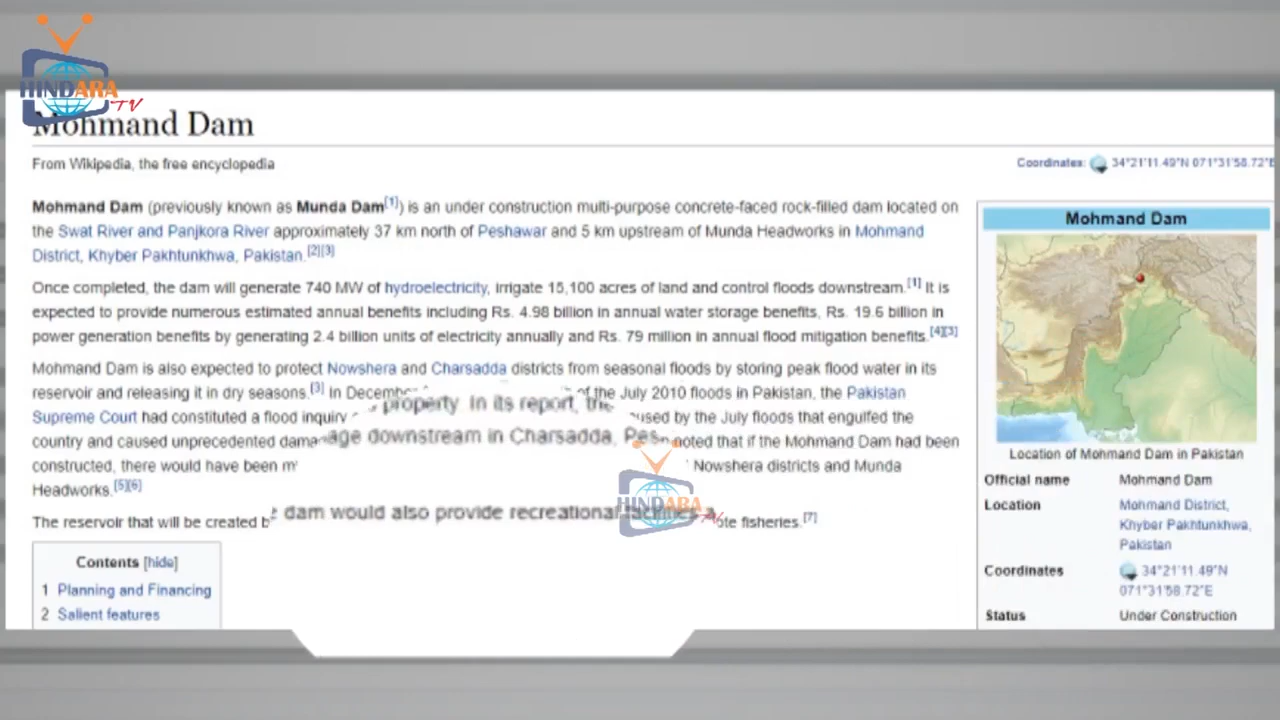 HINDARA
TV
Mohmand Dam
From Wikipedia, the free encyclopedia
Coordinates: 34°21'11.49"N 071°31'58.72"E
Mohmand Dam (previously known as Munda Dam[1]) is an under construction multi-purpose concrete-faced rock-filled dam located on
the Swat River and Panjkora River approximately 37 km north of Peshawar and 5 km upstream of Munda Headworks in Mohmand
District, Khyber Pakhtunkhwa, Pakistan.[2][3]
Once completed, the dam will generate 740 MW of hydroelectricity, irrigate 15,100 acres of land and control floods downstream.[1] It is
expected to provide numerous estimated annual benefits including Rs. 4.98 billion in annual water storage benefits, Rs. 19.6 billion in
power generation benefits by generating 2.4 billion units of electricity annually and Rs. 79 million in annual flood mitigation benefits.[4][3]
Mohmand Dam is also expected to protect Nowshera and Charsadda districts from seasonal floods by storing peak flood water in its
reservoir and releasing it in dry seasons.[3] In of the July 2010 floods in Pakistan, the Pakistan
property. In its report, the
Supreme Court had constituted a flood inquiry by the July floods that engulfed the
country and caused unprecedented downstream in Charsadda, noted that if the Mohmand Dam had been
constructed, there would have been Nowshera districts and Munda
Headworks.[5][6]
The reservoir that will be created dam would also provide recreational fisheries.[7]
HINDARA
Contents [hide]
1 Planning and Financing
2 Salient features
Mohmand Dam
Location of Mohmand Dam in Pakistan
Official name Mohmand Dam
Location Mohmand District,
Khyber Pakhtunkhwa,
Pakistan
Coordinates 34°21'11.49"N
071°31'58.72"E
Status Under Construction